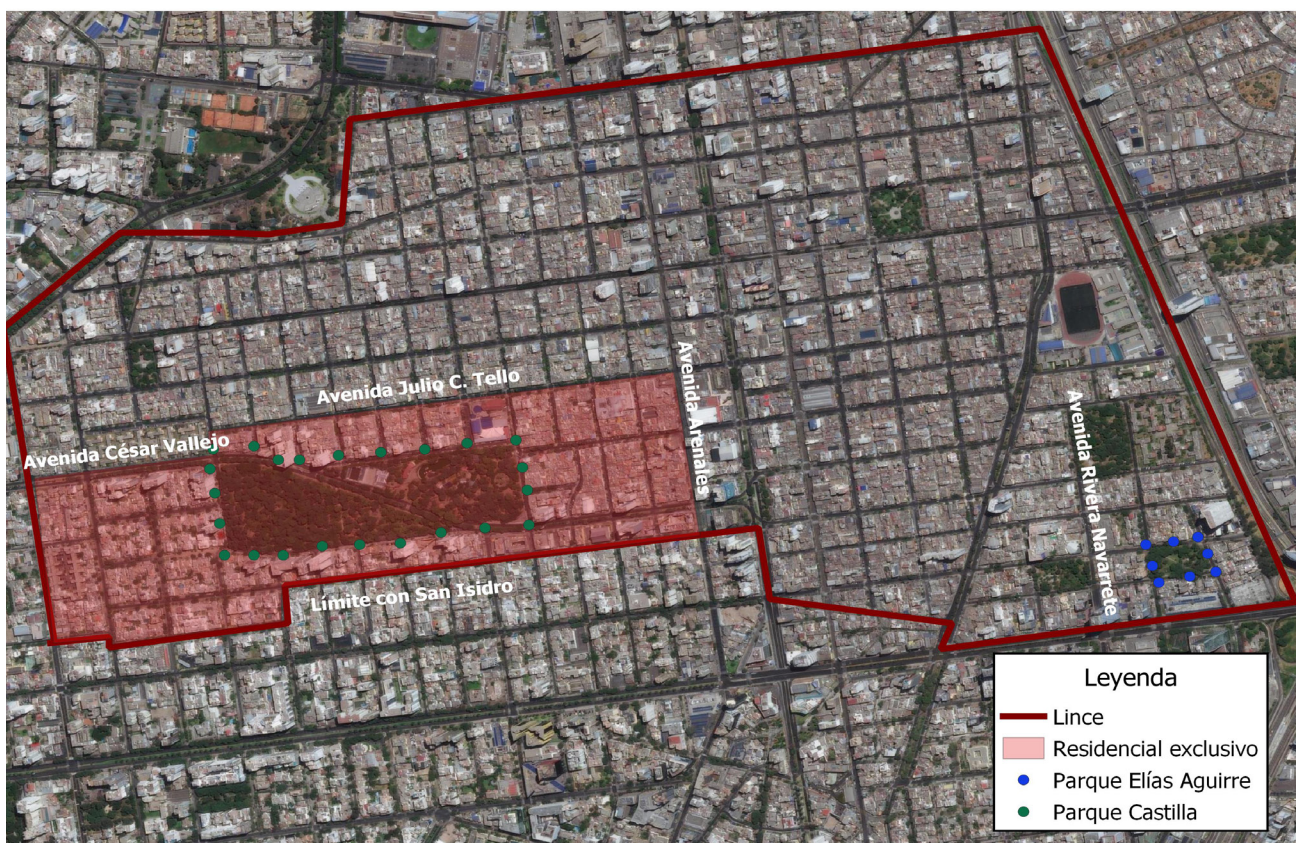 Avenida Julio C. Tello
Avenida César Vallejo
Avenida Arenales
Avenida Rivera Navarrete
Límite con San Isidro
Leyenda
Lince
Residencial exclusivo
Parque Elías Aguirre
Parque Castilla